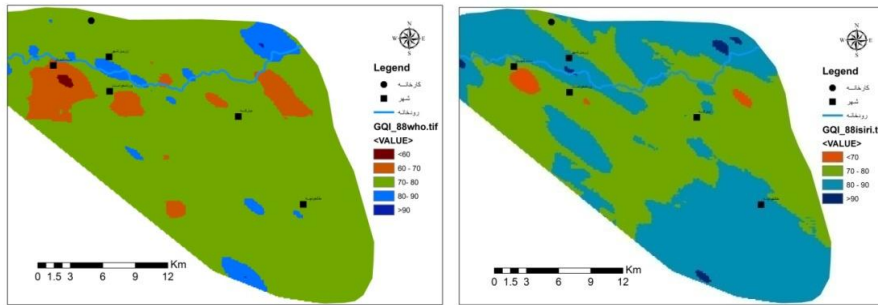 N
W
E
S
Legend
کارخانه
شهر
رودخانه
GQI_88who.tif
<VALUE>
<60
60 - 70
70 - 80
80 - 90
>90
Km
0 1.5 3 6 9 12
N
W
E
S
Legend
کارخانه
شهر
رودخانه
GQI_88isiri.t
<VALUE>
<70
70 - 80
80 - 90
>90
Km
0 1.5 3 6 9 12